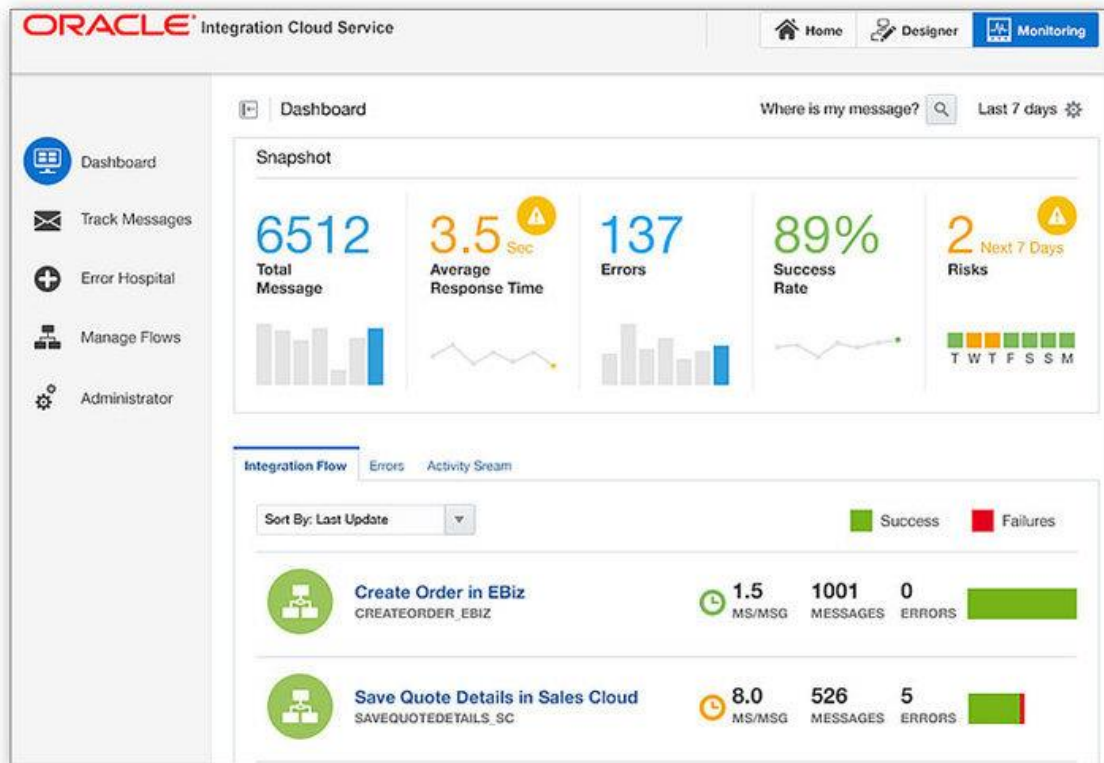 ORACLE Integration Cloud Service
Home
Designer
Monitoring
Dashboard
Track Messages
Error Hospital
Manage Flows
Administrator
Dashboard
Where is my message?
Last 7 days
Snapshot
6512
Total
Message
3.5 Sec
Average
Response Time
137
Errors
89%
Success
Rate
2 Next 7 Days
Risks
T W T F S S M
Integration Flow
Errors
Activity Sream
Sort By: Last Update
Success
Failures
Create Order in EBiz
CREATEORDER_EBIZ
1.5
MS/MSG
1001
MESSAGES
0
ERRORS
Save Quote Details in Sales Cloud
SAVEQUOTEDETAILS_SC
8.0
MS/MSG
526
MESSAGES
5
ERRORS